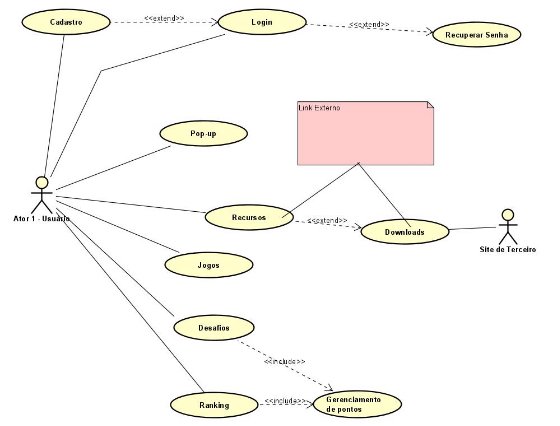 Cadastro
<<extend>>
Login
<<extend>>
Recuperar Senha
Link Externo
Pop-up
Ator 1 - Usuário
Recursos
<<extend>>
Downloads
Site de Terceiro
Jogos
Desafios
<<include>>
Ranking
<<include>>
Gerenciamento
de pontos